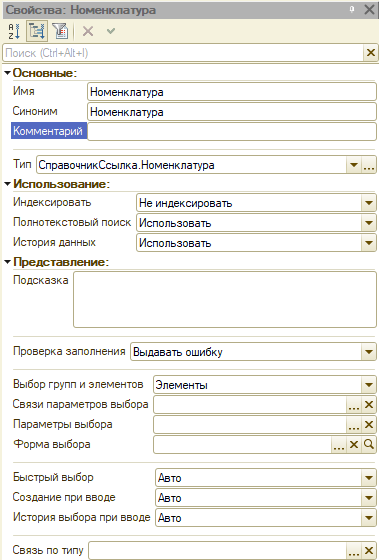 Свойства: Номенклатура
Поиск (Ctrl+Alt+I)
Основные:
Имя Номенклатура
Синоним Номенклатура
Комментарий
Тип СправочникСсылка.Номенклатура
Использование:
Индексировать Не индексировать
Полнотекстовый поиск Использовать
История данных Использовать
Представление:
Подсказка
Проверка заполнения Выдавать ошибку
Выбор групп и элементов Элементы
Связи параметров выбора
Параметры выбора
Форма выбора
Быстрый выбор Авто
Создание при вводе Авто
История выбора при вводе Авто
Связь по типу